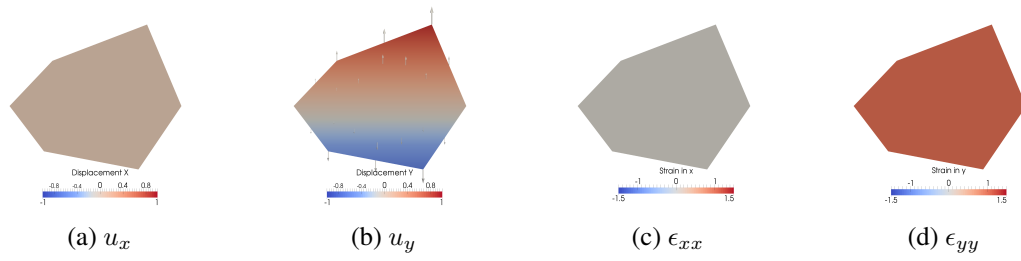 Displacement X
-0.8 -0.4 0 0.4 0.8
-1 1
(a) u_x
Displacement Y
-0.8 -0.4 0 0.4 0.8
-1 1
(b) u_y
Strain in x
-1 0 1
-1.5 1.5
(c) ϵ_xx
Strain in y
-1 0 1
-1.5 1.5
(d) ϵ_yy